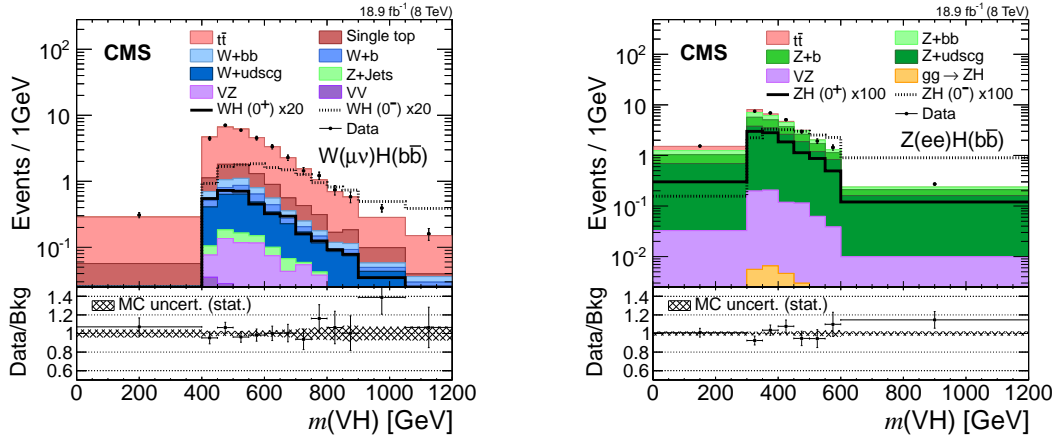 18.9 fb⁻¹ (8 TeV)
CMS
tt̄
Single top
W+bb
W+b
W+udscg
Z+Jets
VZ
VV
WH (0⁺) x20
WH (0⁻) x20
Data
W(μν)H(bb̄)
Events / 1GeV
10²
10
1
10⁻¹
MC uncert. (stat.)
Data/Bkg
1.4
1.2
1
0.8
0.6
0 200 400 600 800 1000 1200
m(VH) [GeV]
18.9 fb⁻¹ (8 TeV)
CMS
tt̄
Z+bb
Z+b
Z+udscg
VZ
gg → ZH
ZH (0⁺) x100
ZH (0⁻) x100
Data
Z(ee)H(bb̄)
Events / 1GeV
10²
10
1
10⁻¹
10⁻²
MC uncert. (stat.)
Data/Bkg
1.4
1.2
1
0.8
0.6
0 200 400 600 800 1000 1200
m(VH) [GeV]